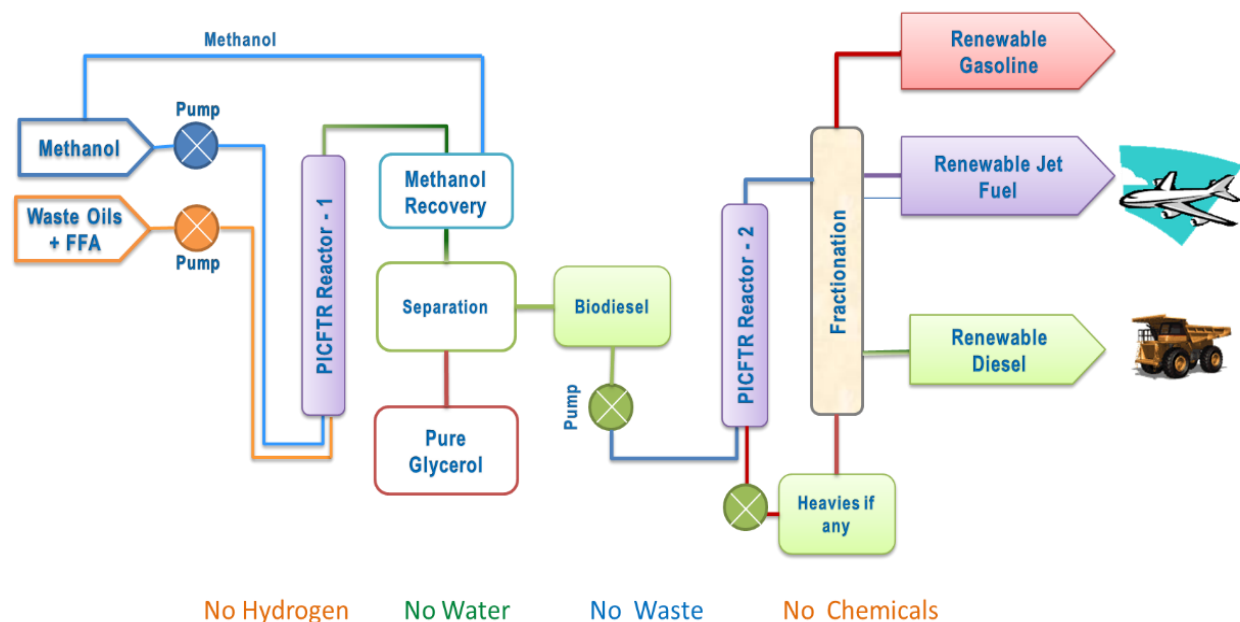 Methanol
Pump
Methanol
Waste Oils
+ FFA
Pump
PICFTR Reactor - 1
Methanol
Recovery
Separation
Pure
Glycerol
Biodiesel
Pump
PICFTR Reactor - 2
Fractionation
Heavies if
any
Renewable
Gasoline
Renewable Jet
Fuel
Renewable
Diesel
No Hydrogen
No Water
No Waste
No Chemicals